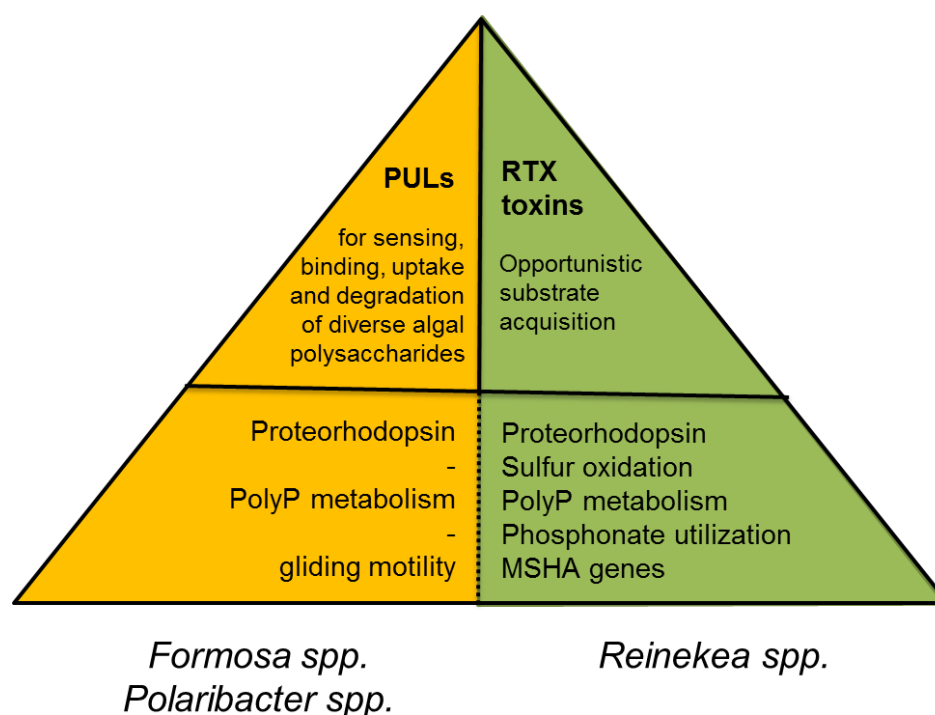 PULs
for sensing,
binding, uptake
and degradation
of diverse algal
polysaccharides
RTX
toxins
Opportunistic
substrate
acquisition
Proteorhodopsin
-
PolyP metabolism
-
gliding motility
Proteorhodopsin
Sulfur oxidation
PolyP metabolism
Phosphonate utilization
MSHA genes
Formosa spp.
Polaribacter spp.
Reinekea spp.